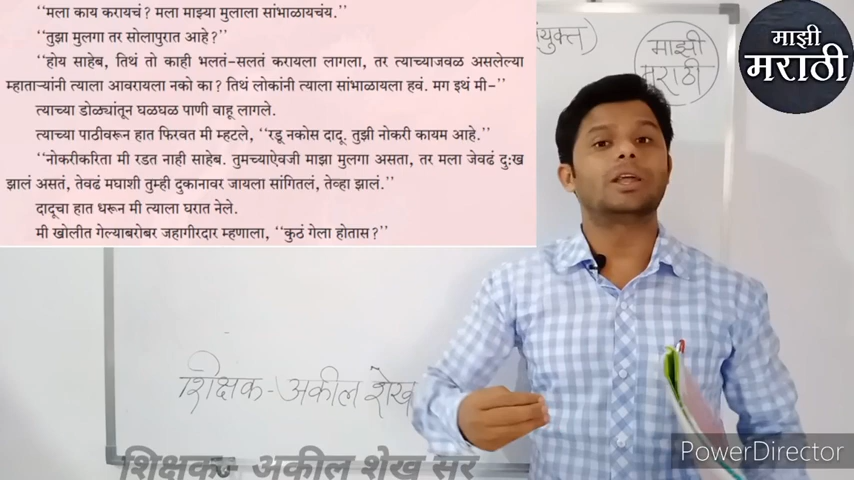 ‘‘मला काय करायचं? मला माझ्या मुलाला सांभाळायचंय.’’
‘‘तुझा मुलगा तर सोलापुरात आहे?’’
‘‘होय साहेब, तिथं तो काही भलतं-सलतं करायला लागला, तर त्याच्याजवळ असलेल्या
म्हाताऱ्यांनी त्याला आवरायला नको का? तिथं लोकांनी त्याला सांभाळायला हवं. मग इथं मी-’’
त्याच्या डोळ्यांतून घळघळ पाणी वाहू लागले.
त्याच्या पाठीवरून हात फिरवत मी म्हटले, ‘‘रडू नकोस दादू. तुझी नोकरी कायम आहे.’’
‘‘नोकरीकरिता मी रडत नाही साहेब. तुमच्याऐवजी माझा मुलगा असता, तर मला जेवढं दुःख
झालं असतं, तेवढं मघाशी तुम्ही दुकानावर जायला सांगितलं, तेव्हा झालं.’’
दादूचा हात धरून मी त्याला घरात नेले.
मी खोलीत गेल्याबरोबर जहागीरदार म्हणाला, ‘‘कुठं गेला होतास?’’
माझी
मराठी
माझी
मराठी
शिक्षक - अकील शेख
शिक्षक- अकील शेख सर
PowerDirector